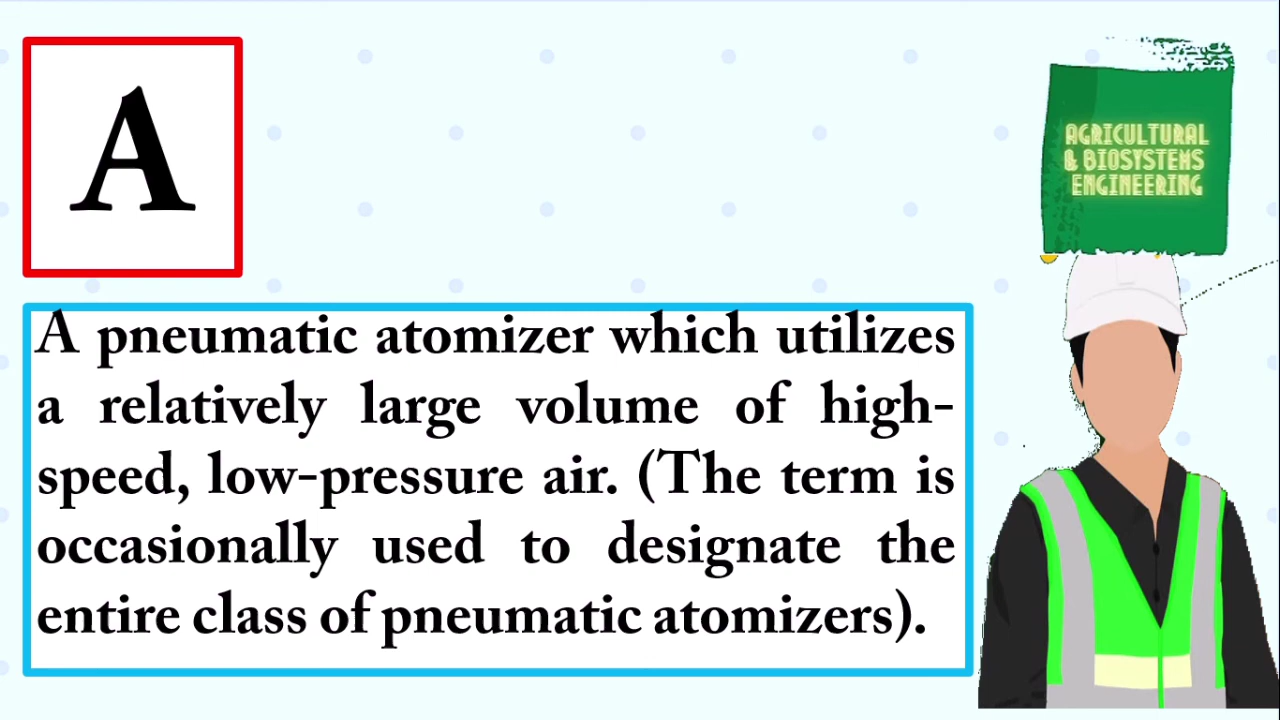 A
AGRICULTURAL
& BIOSYSTEMS
ENGINEERING
A pneumatic atomizer which utilizes
a relatively large volume of high-
speed, low-pressure air. (The term is
occasionally used to designate the
entire class of pneumatic atomizers).